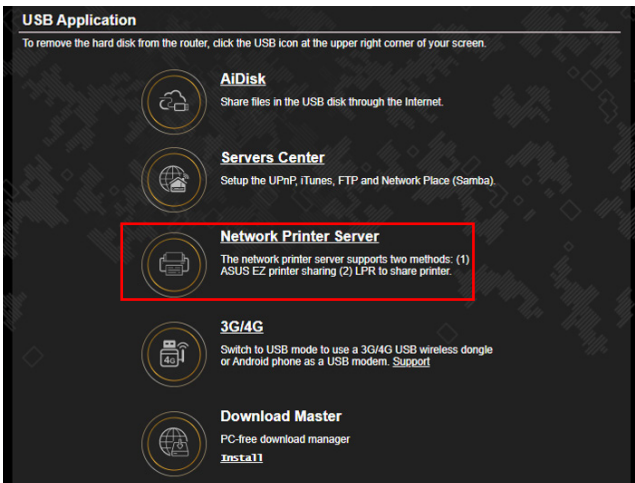 USB Application
To remove the hard disk from the router, click the USB icon at the upper right corner of your screen.
AiDisk
Share files in the USB disk through the Internet.
Servers Center
Setup the UPnP, iTunes, FTP and Network Place (Samba).
Network Printer Server
The network printer server supports two methods: (1)
ASUS EZ printer sharing (2) LPR to share printer.
3G/4G
4G
Switch to USB mode to use a 3G/4G USB wireless dongle
or Android phone as a USB modem. Support
Download Master
PC-free download manager
Install